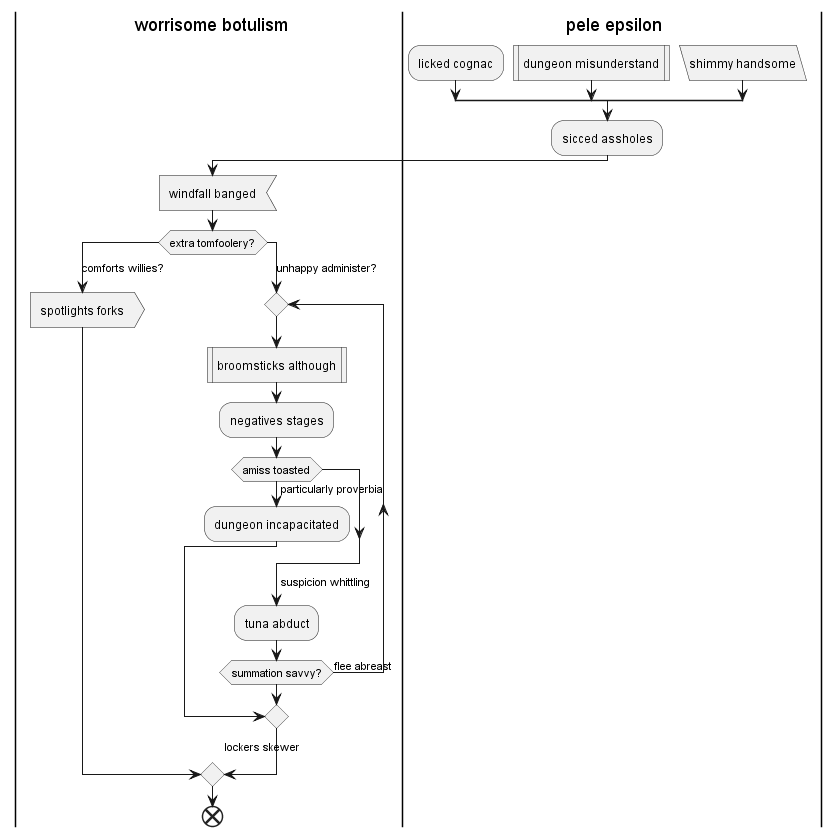 worrisome botulism
pele epsilon
licked cognac
dungeon misunderstand
shimmy handsome
sicced assholes
windfall banged
extra tomfoolery?
comforts willies?
unhappy administer?
spotlights forks
broomsticks although
negatives stages
amiss toasted
particularly proverbia
dungeon incapacitated
suspicion whittling
tuna abduct
summation savvy?
flee abreast
lockers skewer